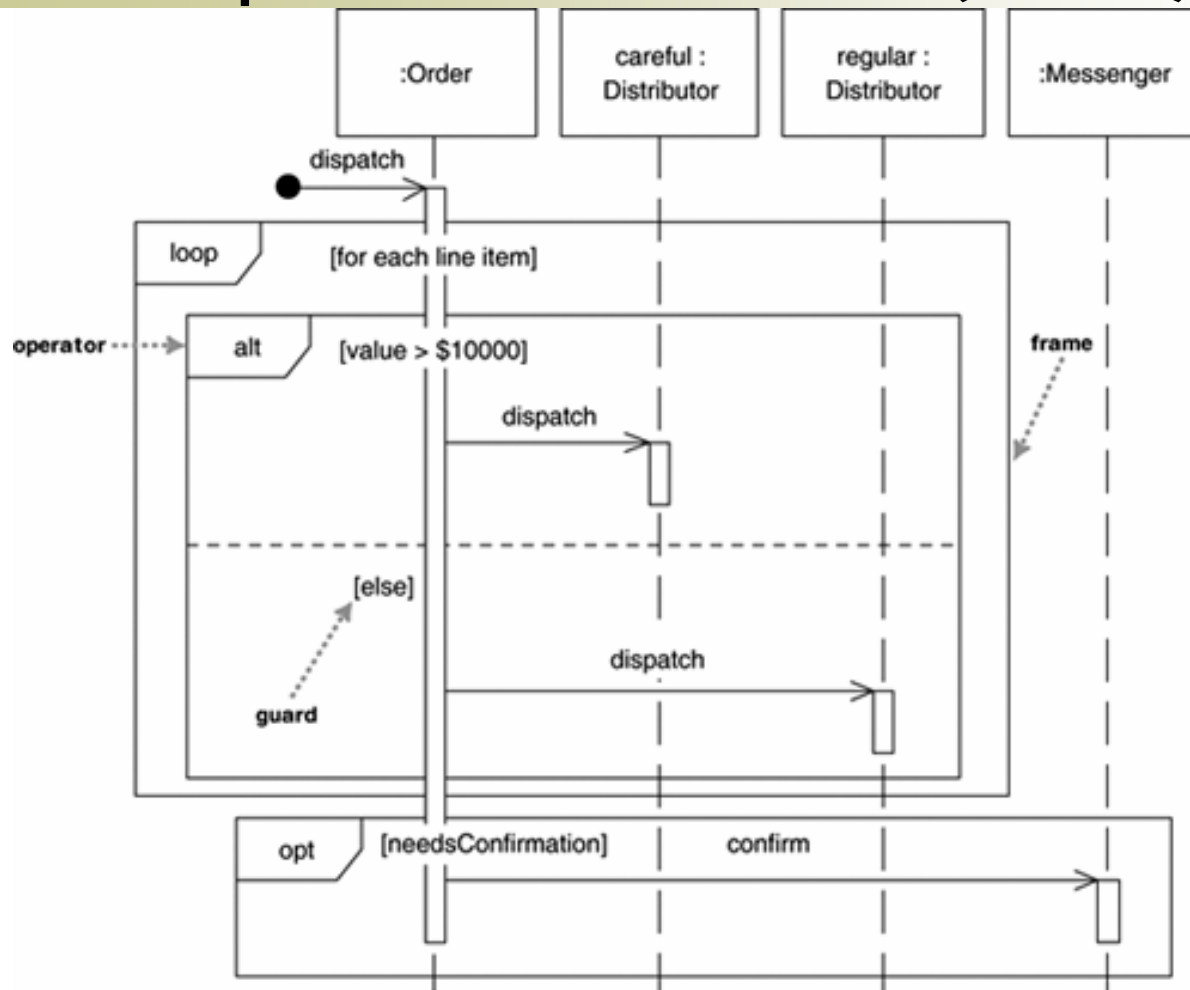 :Order
careful :
Distributor
regular :
Distributor
:Messenger
dispatch
loop
[for each line item]
operator
alt
[value > $10000]
frame
dispatch
[else]
dispatch
guard
opt
[needsConfirmation]
confirm